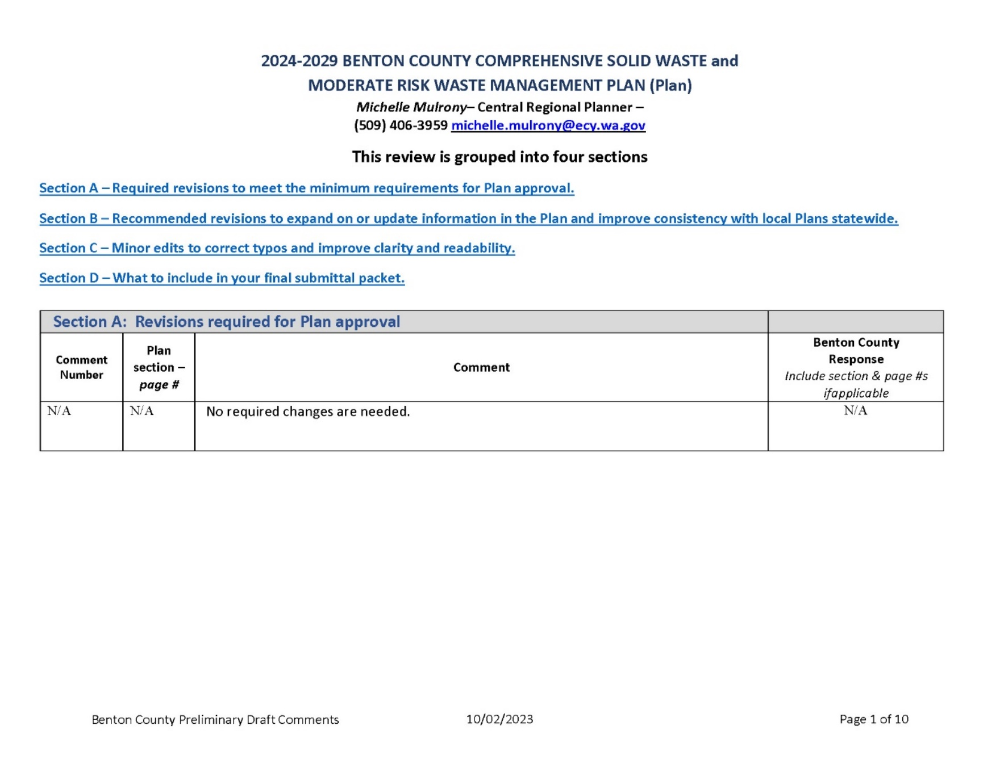 2024-2029 BENTON COUNTY COMPREHENSIVE SOLID WASTE and
MODERATE RISK WASTE MANAGEMENT PLAN (Plan)
Michelle Mulrony– Central Regional Planner –
(509) 406-3959 michelle.mulrony@ecy.wa.gov
This review is grouped into four sections
Section A – Required revisions to meet the minimum requirements for Plan approval.
Section B – Recommended revisions to expand on or update information in the Plan and improve consistency with local Plans statewide.
Section C – Minor edits to correct typos and improve clarity and readability.
Section D – What to include in your final submittal packet.
Section A: Revisions required for Plan approval
Comment
Number
Plan
section –
page #
Comment
Benton County
Response
Include section & page #s
ifapplicable
N/A
N/A
No required changes are needed.
N/A
Benton County Preliminary Draft Comments
10/02/2023
Page 1 of 10